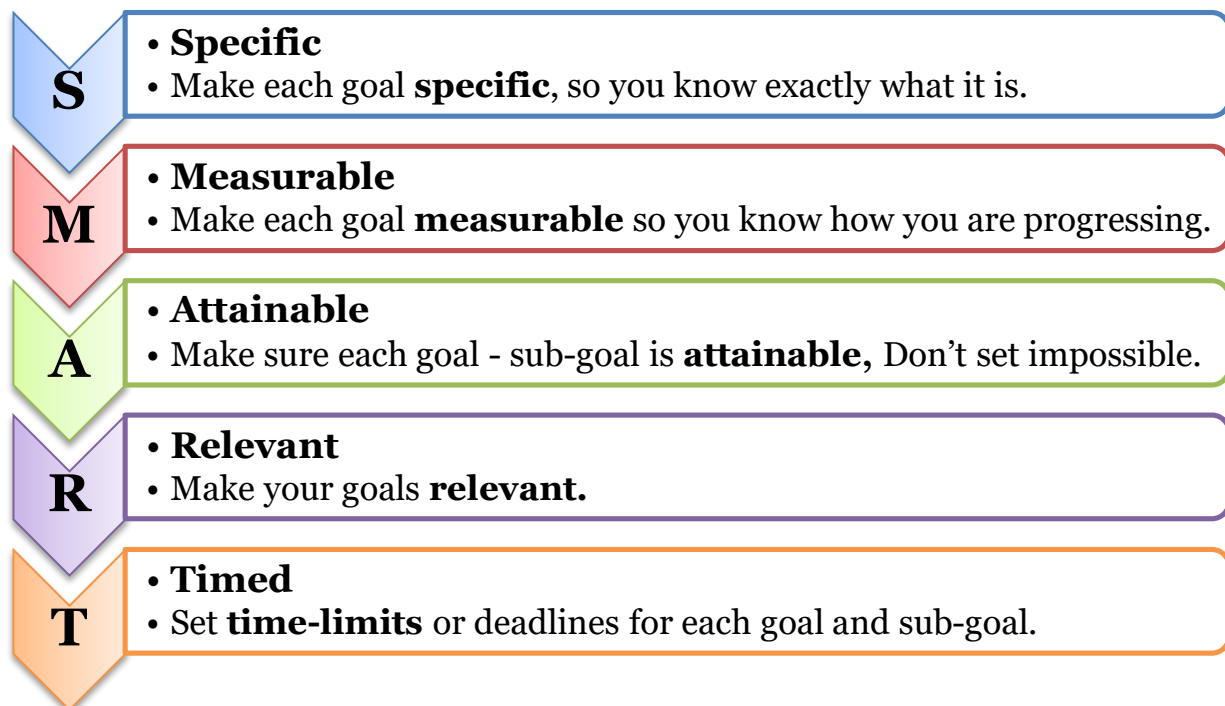 S
• Specific
• Make each goal specific, so you know exactly what it is.
M
• Measurable
• Make each goal measurable so you know how you are progressing.
A
• Attainable
• Make sure each goal - sub-goal is attainable, Don’t set impossible.
R
• Relevant
• Make your goals relevant.
T
• Timed
• Set time-limits or deadlines for each goal and sub-goal.